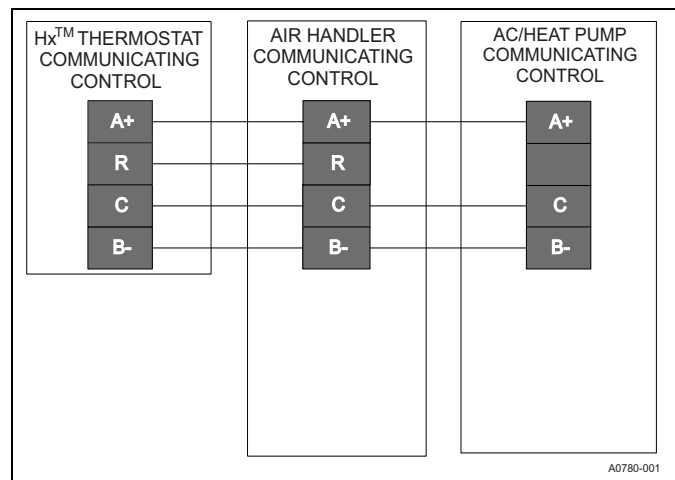 Hx™ THERMOSTAT
COMMUNICATING
CONTROL
A+
R
C
B-
AIR HANDLER
COMMUNICATING
CONTROL
A+
R
C
B-
AC/HEAT PUMP
COMMUNICATING
CONTROL
A+
C
B-
A0780-001